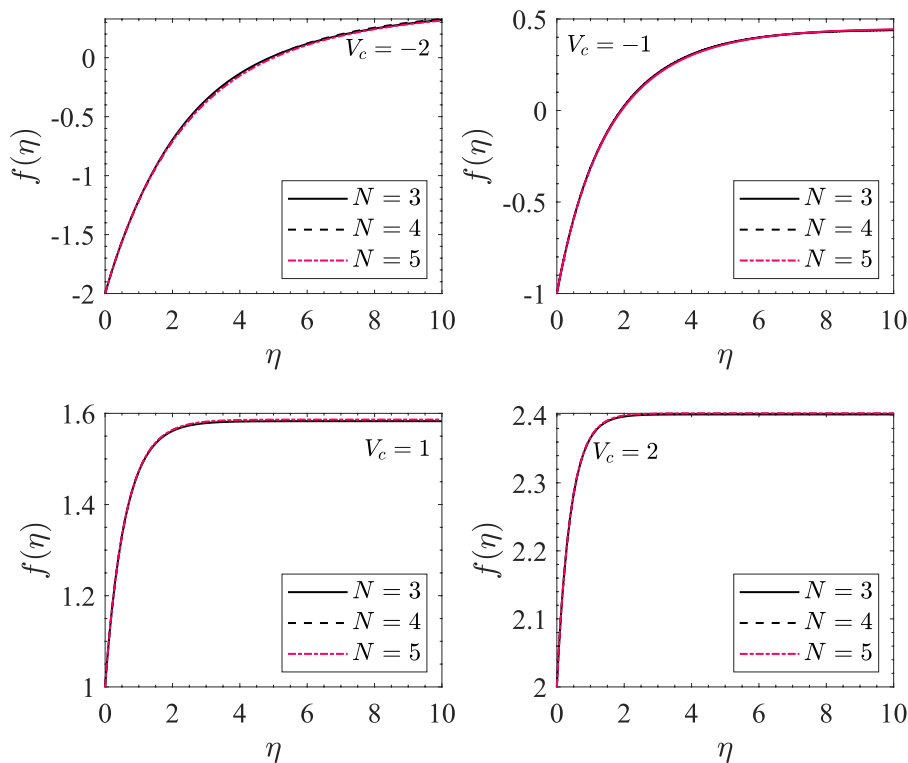 V_c = −2
f(η)
0
-0.5
-1
-1.5
-2
0 2 4 6 8 10
η
N = 3
N = 4
N = 5
V_c = −1
f(η)
0.5
0
-0.5
-1
0 2 4 6 8 10
η
N = 3
N = 4
N = 5
V_c = 1
f(η)
1.6
1.4
1.2
1
0 2 4 6 8 10
η
N = 3
N = 4
N = 5
V_c = 2
f(η)
2.4
2.3
2.2
2.1
2
0 2 4 6 8 10
η
N = 3
N = 4
N = 5